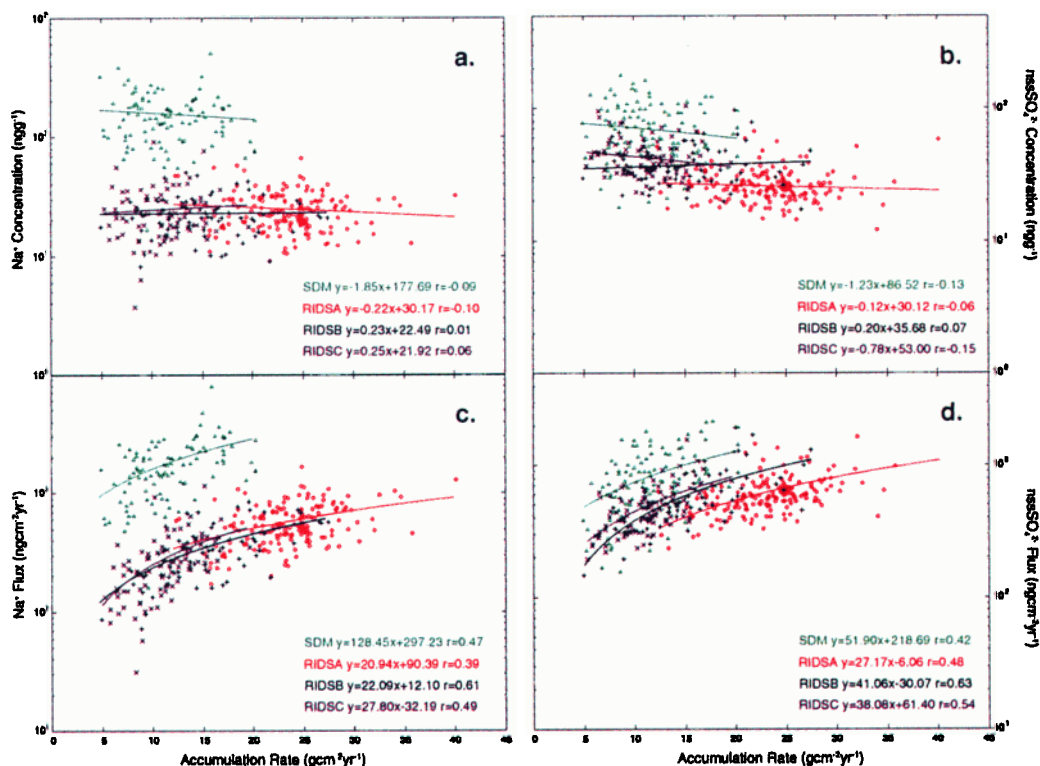 a.
Na⁺ Concentration (ngg⁻¹)
SDM y=-1.85x+177.69 r=-0.09
RIDSA y=-0.22x+30.17 r=-0.10
RIDSB y=0.23x+22.49 r=0.01
RIDSC y=0.25x+21.92 r=0.06
b.
nssSO₄²⁻ Concentration (ngg⁻¹)
10²
10¹
10⁰
SDM y=-1.23x+86.52 r=-0.13
RIDSA y=-0.12x+30.12 r=-0.06
RIDSB y=0.20x+35.68 r=0.07
RIDSC y=-0.78x+53.00 r=-0.15
c.
Na⁺ Flux (ngcm⁻²yr¹)
SDM y=128.45x+297.23 r=0.47
RIDSA y=20.94x+90.39 r=0.39
RIDSB y=22.09x+12.10 r=0.61
RIDSC y=27.80x-32.19 r=0.49
0 5 10 15 20 25 30 35 40 45
Accumulation Rate (gcm⁻²yr¹)
d.
nssSO₄²⁻ Flux (ngcm⁻²yr¹)
SDM y=51.90x+218.69 r=0.42
RIDSA y=27.17x-6.06 r=0.48
RIDSB y=41.06x-30.07 r=0.63
RIDSC y=38.08x+61.40 r=0.54
0 5 10 15 20 25 30 35 40 45
Accumulation Rate (gcm⁻²yr⁻¹)